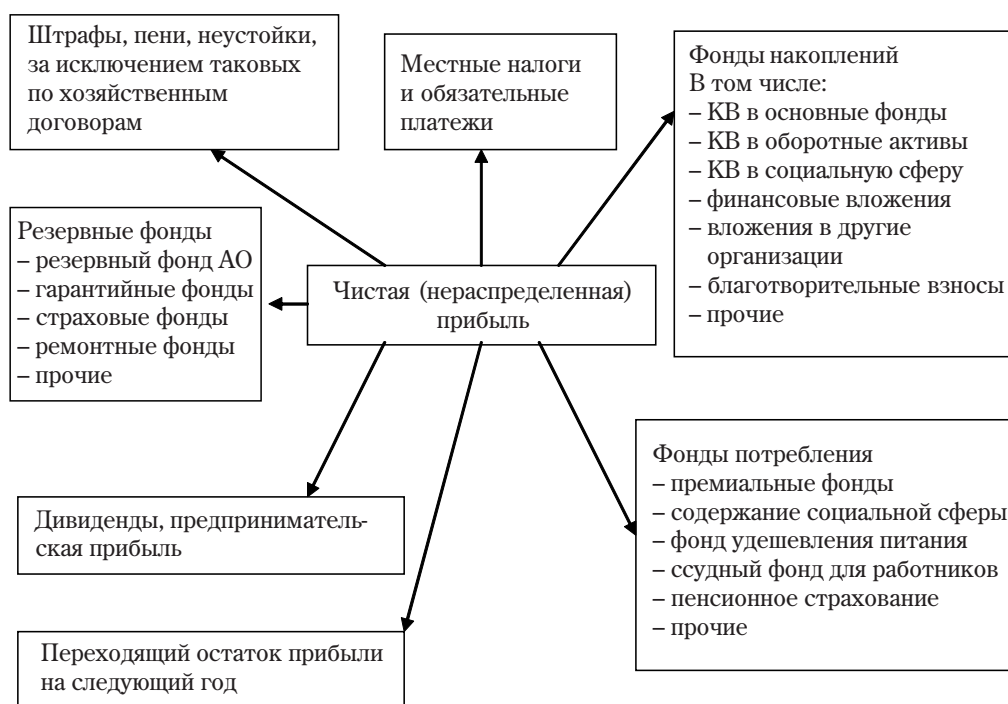 Штрафы, пени, неустойки,
за исключением таковых
по хозяйственным
договорам
Местные налоги
и обязательные
платежи
Фонды накоплений
В том числе:
– КВ в основные фонды
– КВ в оборотные активы
– КВ в социальную сферу
– финансовые вложения
– вложения в другие
организации
– благотворительные взносы
– прочие
Резервные фонды
– резервный фонд АО
– гарантийные фонды
– страховые фонды
– ремонтные фонды
– прочие
Чистая (нераспределенная)
прибыль
Дивиденды, предприниматель-
ская прибыль
Фонды потребления
– премиальные фонды
– содержание социальной сферы
– фонд удешевления питания
– ссудный фонд для работников
– пенсионное страхование
– прочие
Переходящий остаток прибыли
на следующий год